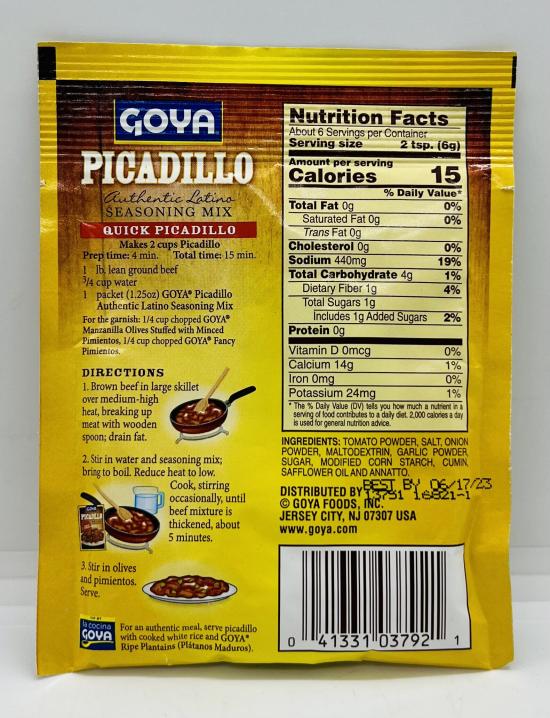 GOYA
PICADILLO
Authentic Latino
SEASONING MIX
QUICK PICADILLO
Makes 2 cups Picadillo
Prep time: 4 min. Total time: 15 min.
1 lb. lean ground beef
3/4 cup water
1 packet (1.25oz) GOYA® Picadillo
Authentic Latino Seasoning Mix
For the garnish: 1/4 cup chopped GOYA®
Manzanilla Olives Stuffed with Minced
Pimientos, 1/4 cup chopped GOYA® Fancy
Pimientos.
DIRECTIONS
1. Brown beef in large skillet
over medium-high
heat, breaking up
meat with wooden
spoon; drain fat.
2. Stir in water and seasoning mix;
bring to boil. Reduce heat to low.
Cook, stirring
occasionally, until
beef mixture is
thickened, about
5 minutes.
GOYA
PICADILLO
3. Stir in olives
and pimientos.
Serve.
la cocina
GOYA
For an authentic meal, serve picadillo
with cooked white rice and GOYA®
Ripe Plantains (Plátanos Maduros).
Nutrition Facts
About 6 Servings per Container
Serving size 2 tsp. (6g)
Amount per serving
Calories 15
% Daily Value*
Total Fat 0g 0%
Saturated Fat 0g 0%
Trans Fat 0g
Cholesterol 0g 0%
Sodium 440mg 19%
Total Carbohydrate 4g 1%
Dietary Fiber 1g 4%
Total Sugars 1g
Includes 1g Added Sugars 2%
Protein 0g
Vitamin D 0mcg 0%
Calcium 14g 1%
Iron 0mg 0%
Potassium 24mg 1%
* The % Daily Value (DV) tells you how much a nutrient in a
serving of food contributes to a daily diet. 2,000 calories a day
is used for general nutrition advice.
INGREDIENTS: TOMATO POWDER, SALT, ONION
POWDER, MALTODEXTRIN, GARLIC POWDER,
SUGAR, MODIFIED CORN STARCH, CUMIN,
SAFFLOWER OIL AND ANNATTO.
BEST BY 06/17/23
DISTRIBUTED BY
16821-1
© GOYA FOODS, INC.
JERSEY CITY, NJ 07307 USA
www.goya.com
0 41331 03792 1